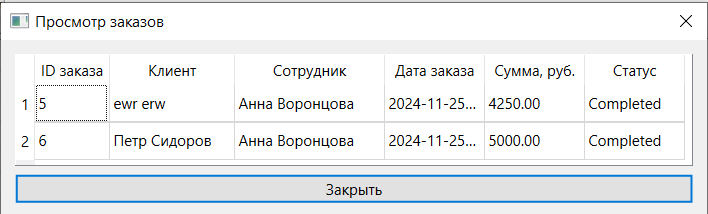 Просмотр заказов
ID заказа Клиент Сотрудник Дата заказа Сумма, руб. Статус
1 5 ewr erw Анна Воронцова 2024-11-25... 4250.00 Completed
2 6 Петр Сидоров Анна Воронцова 2024-11-25... 5000.00 Completed
Закрыть